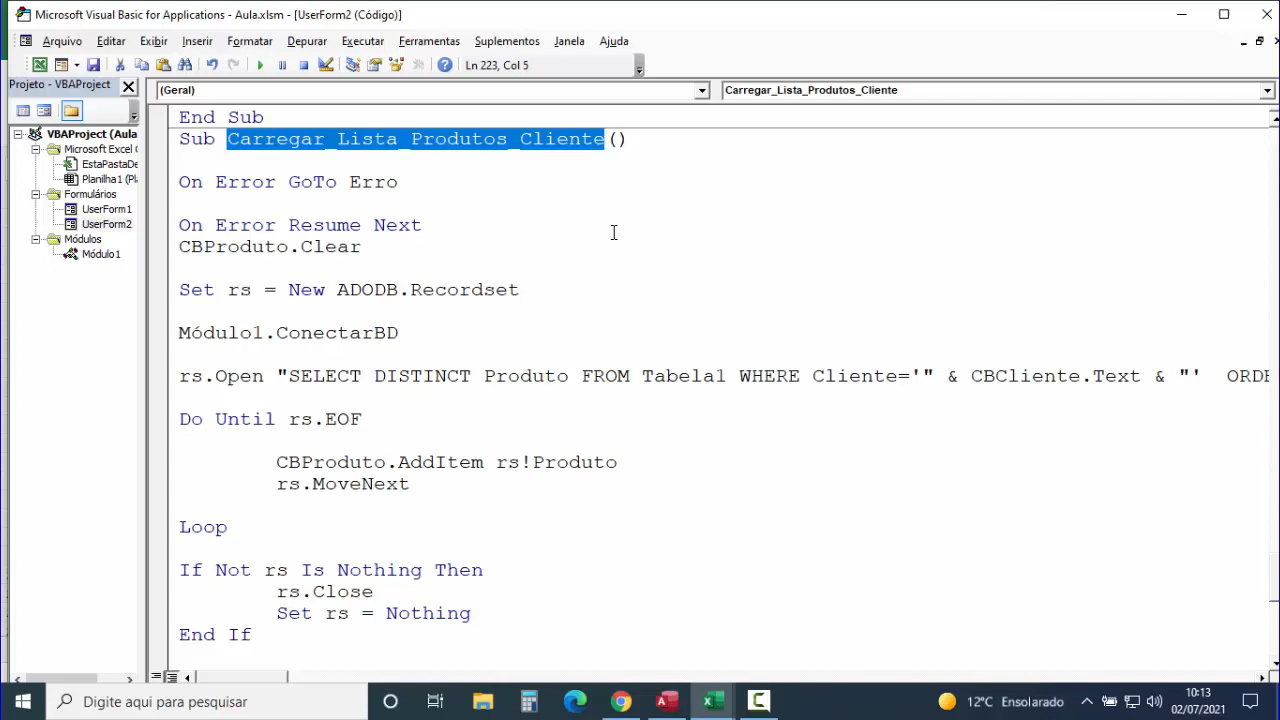 Microsoft Visual Basic for Applications - Aula.xlsm - [UserForm2 (Código)]
Arquivo Editar Exibir Inserir Formatar Depurar Executar Ferramentas Suplementos Janela Ajuda
Ln 223, Col 5
Projeto - VBAProject
(Geral) Carregar_Lista_Produtos_Cliente
VBAProject (Aula
Microsoft Excel O
EstaPastaDe
Planilha1 (Pl
Formulários
UserForm1
UserForm2
Módulos
Módulo1
End Sub
Sub Carregar_Lista_Produtos_Cliente()
On Error GoTo Erro
On Error Resume Next
CBProduto.Clear
Set rs = New ADODB.Recordset
Módulo1.ConectarBD
rs.Open "SELECT DISTINCT Produto FROM Tabela1 WHERE Cliente='" & CBCliente.Text & "'  ORDE
Do Until rs.EOF
CBProduto.AddItem rs!Produto
rs.MoveNext
Loop
If Not rs Is Nothing Then
rs.Close
Set rs = Nothing
End If
Digite aqui para pesquisar
12°C Ensolarado
10:13
02/07/2021